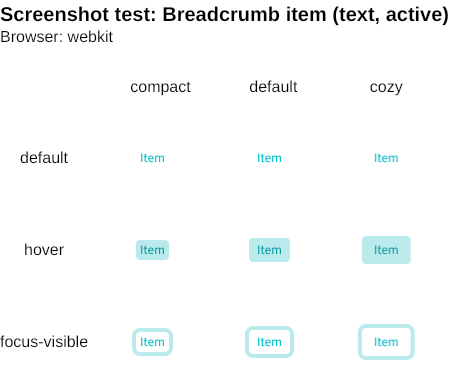 Screenshot test: Breadcrumb item (text, active)
Browser: webkit
compact default cozy
default Item Item Item
hover Item Item Item
focus-visible Item Item Item